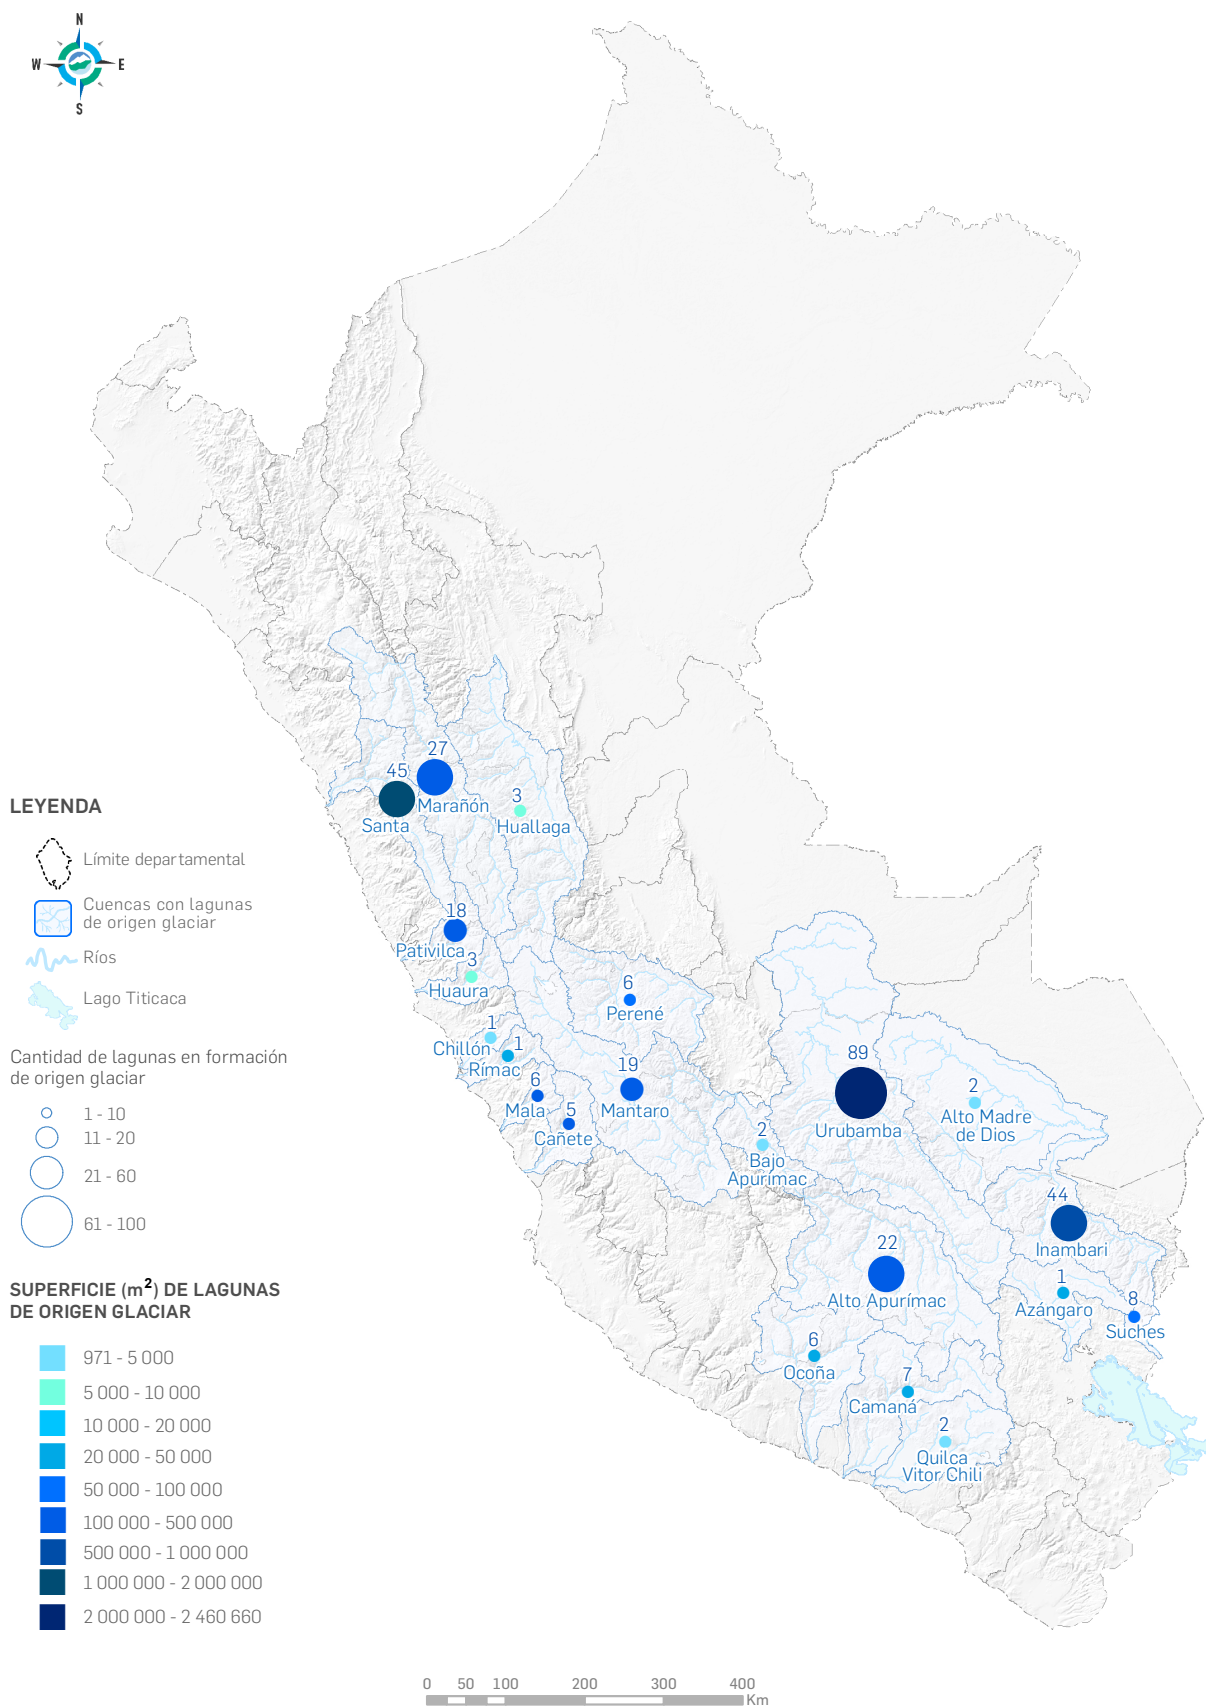 N
W
E
S
27
45
Marañón
3
Santa
Huallaga
18
Pativilca
3
Huaura
6
Perené
1
Chillón
1
Rímac
6
Mala
5
Cañete
19
Mantaro
89
Urubamba
2
Alto Madre
de Dios
2
Bajo
Apurimac
44
Inambari
22
Alto Apurímac
1
Azángaro
8
Suches
6
Ocoña
7
Camaná
2
Quilca
Vitor Chili
LEYENDA
Límite departamental
Cuencas con lagunas
de origen glaciar
Ríos
Lago Titicaca
Cantidad de lagunas en formación
de origen glaciar
1 - 10
11 - 20
21 - 60
61 - 100
SUPERFICIE (m²) DE LAGUNAS
DE ORIGEN GLACIAR
971 - 5 000
5 000 - 10 000
10 000 - 20 000
20 000 - 50 000
50 000 - 100 000
100 000 - 500 000
500 000 - 1 000 000
1 000 000 - 2 000 000
2 000 000 - 2 460 660
0 50 100 200 300 400
Km